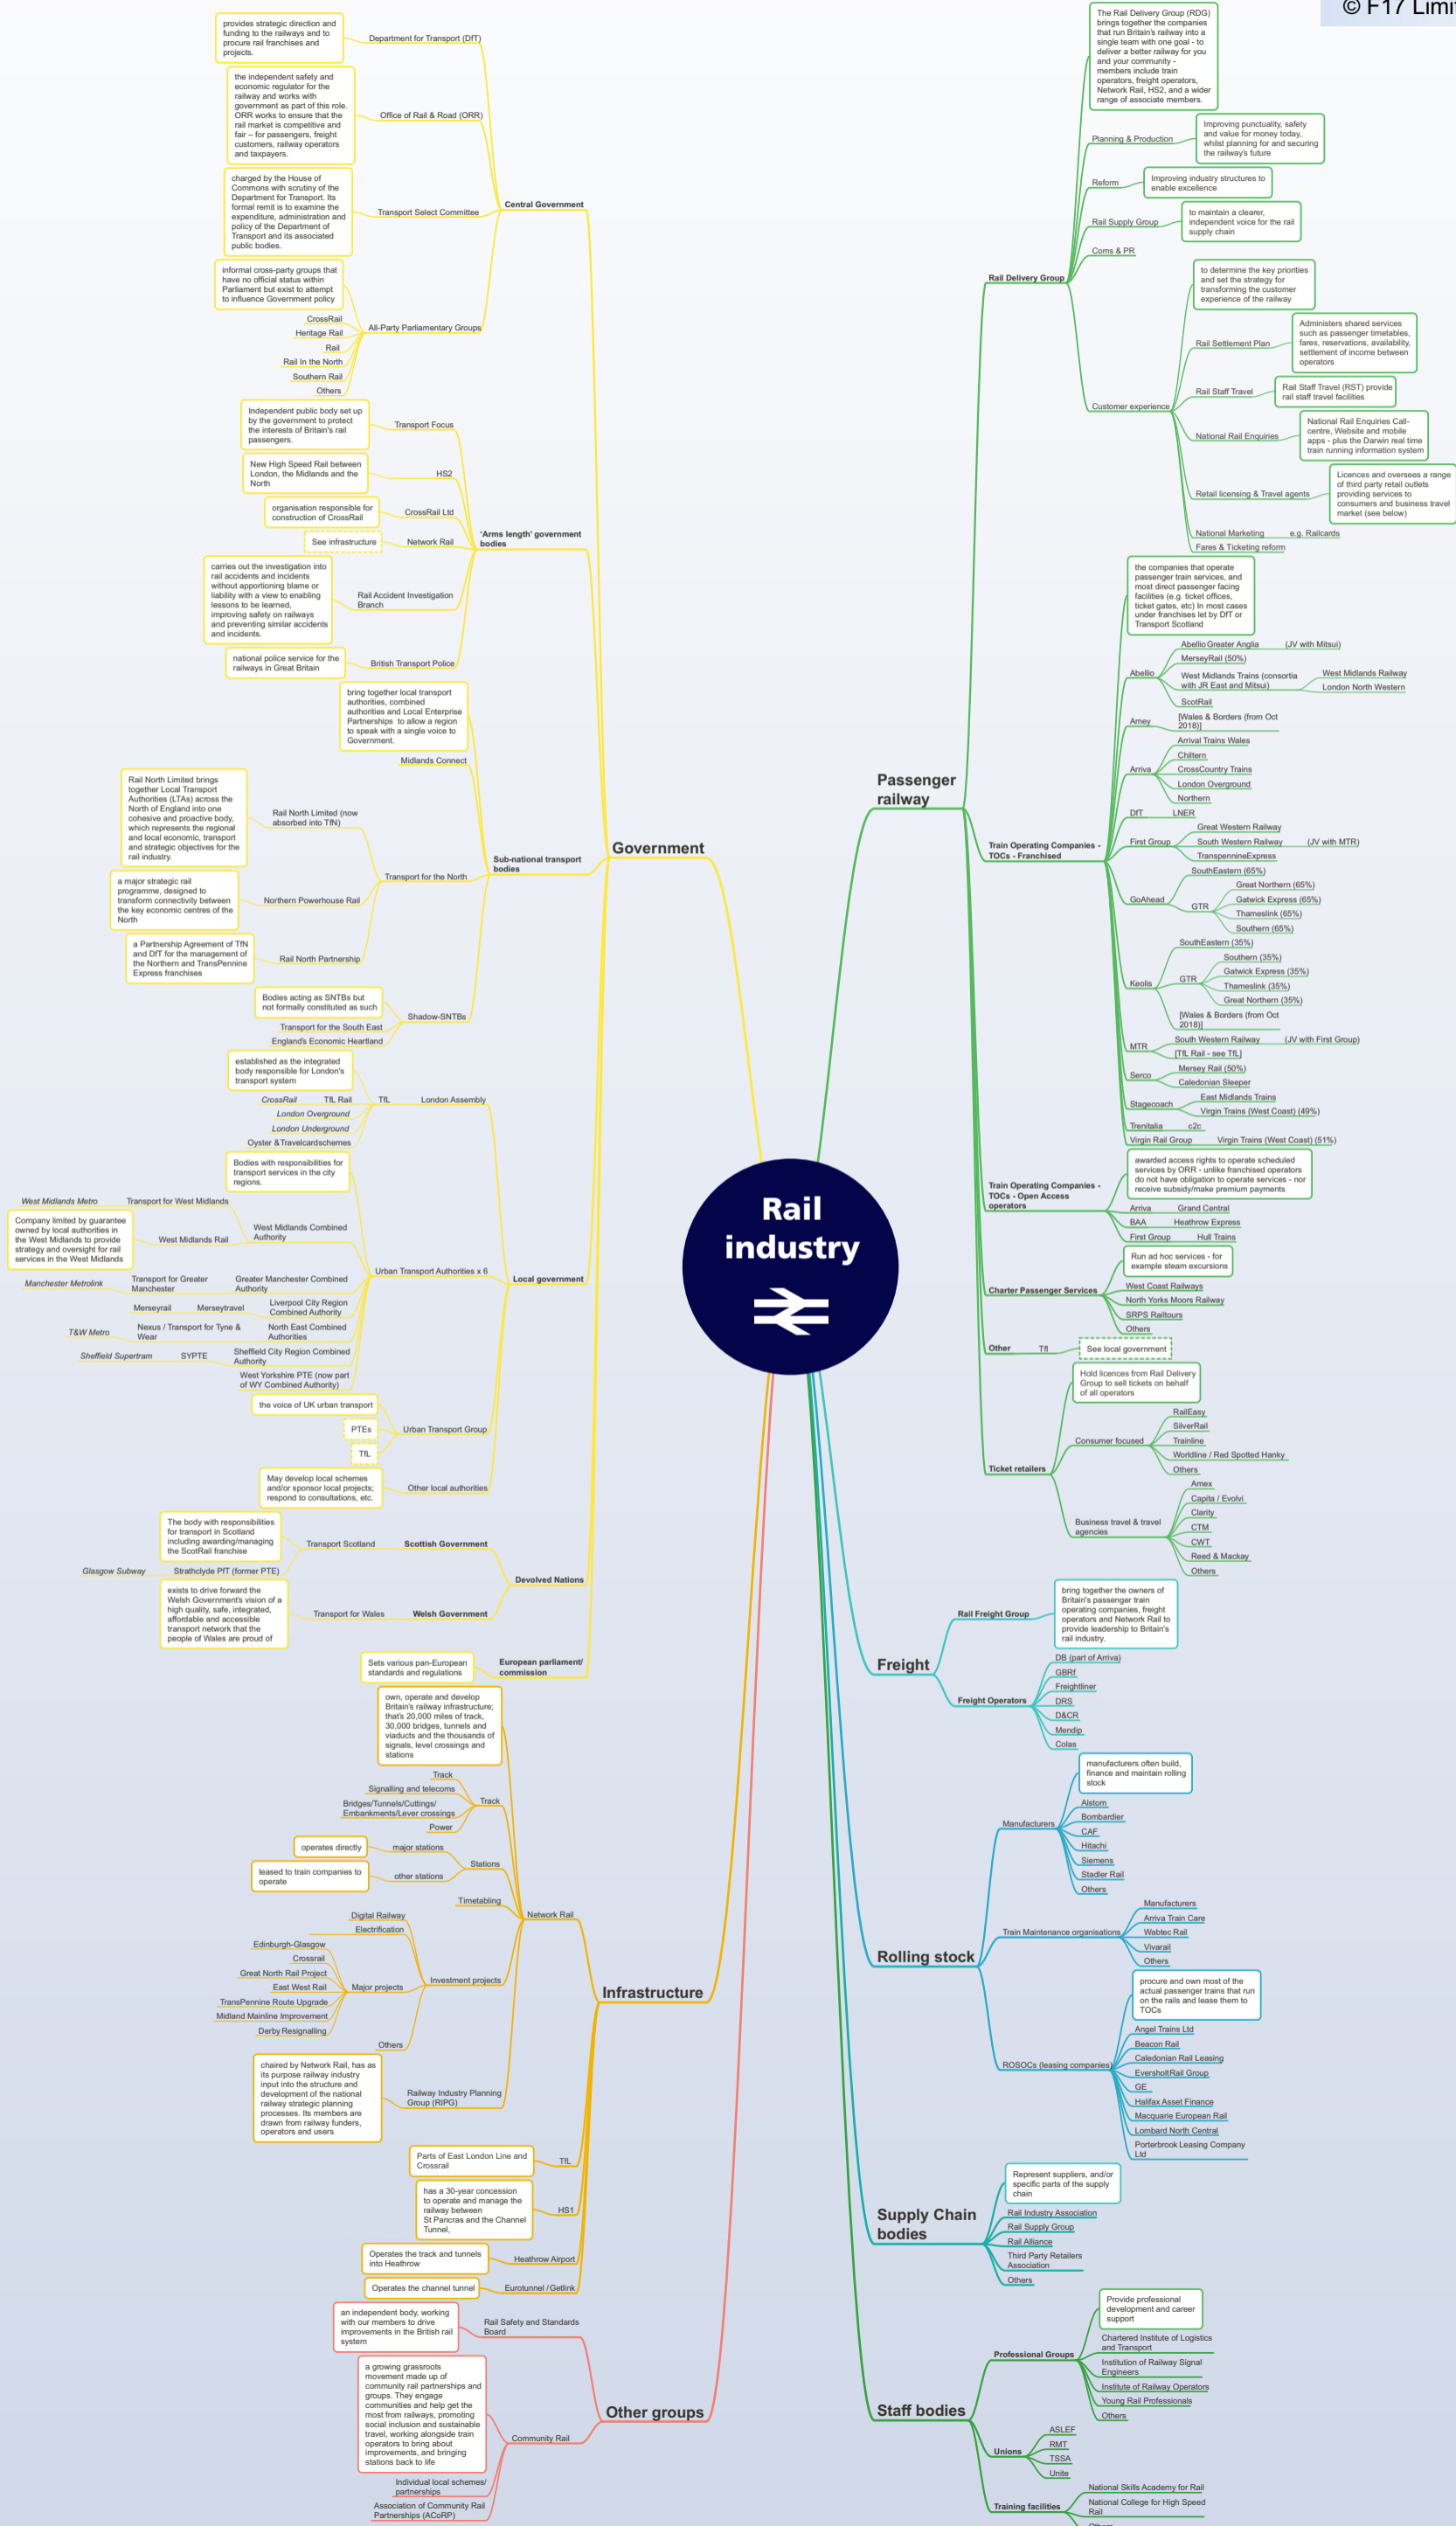 © F17 Limi
provides strategic direction and
funding to the railways and to
procure rail franchises and
projects.
Department for Transport (DfT)
the independent safety and
economic regulator for the
railway and works with
government as part of this role.
ORR works to ensure that the
rail market is competitive and
fair – for passengers, freight
customers, railway operators
and taxpayers.
Office of Rail & Road (ORR)
charged by the House of
Commons with scrutiny of the
Department for Transport. Its
formal remit is to examine the
expenditure, administration and
policy of the Department of
Transport and its associated
public bodies.
Transport Select Committee
Central Government
informal cross-party groups that
have no official status within
Parliament but exist to attempt
to influence Government policy
CrossRail
Heritage Rail
Rail
Rail In the North
Southern Rail
Others
All-Party Parliamentary Groups
Independent public body set up
by the government to protect
the interests of Britain's rail
passengers.
Transport Focus
New High Speed Rail between
London, the Midlands and the
North
HS2
organisation responsible for
construction of CrossRail
CrossRail Ltd
See infrastructure
Network Rail
'Arms length' government
bodies
carries out the investigation into
rail accidents and incidents
without apportioning blame or
liability with a view to enabling
lessons to be learned,
improving safety on railways
and preventing similar accidents
and incidents.
Rail Accident Investigation
Branch
national police service for the
railways in Great Britain
British Transport Police
bring together local transport
authorities, combined
authorities and Local Enterprise
Partnerships to allow a region
to speak with a single voice to
Government.
Midlands Connect
Rail North Limited brings
together Local Transport
Authorities (LTAs) across the
North of England into one
cohesive and proactive body,
which represents the regional
and local economic, transport
and strategic objectives for the
rail industry.
Rail North Limited (now
absorbed into TfN)
a major strategic rail
programme, designed to
transform connectivity between
the key economic centres of the
North
Northern Powerhouse Rail
a Partnership Agreement of TfN
and DfT for the management of
the Northern and TransPennine
Express franchises
Rail North Partnership
Transport for the North
Sub-national transport
bodies
Government
Bodies acting as SNTBs but
not formally constituted as such
Transport for the South East
England's Economic Heartland
Shadow-SNTBs
established as the integrated
body responsible for London's
transport system
CrossRail TfL Rail
London Overground
London Underground
Oyster &Travelcardschemes
TfL London Assembly
Bodies with responsibilities for
transport services in the city
regions.
West Midlands Metro Transport for West Midlands
Company limited by guarantee
owned by local authorities in
the West Midlands to provide
strategy and oversight for rail
services in the West Midlands
West Midlands Rail
West Midlands Combined
Authority
Manchester Metrolink
Transport for Greater
Manchester
Greater Manchester Combined
Authority
Merseyrail Merseytravel
Liverpool City Region
Combined Authority
T&W Metro
Nexus / Transport for Tyne &
Wear
North East Combined
Authorities
Sheffield Supertram SYPTE
Sheffield City Region Combined
Authority
West Yorkshire PTE (now part
of WY Combined Authority)
Urban Transport Authorities x 6
Local government
the voice of UK urban transport
PTEs
TfL
Urban Transport Group
May develop local schemes
and/or sponsor local projects;
respond to consultations, etc.
Other local authorities
The body with responsibilities
for transport in Scotland
including awarding/managing
the ScotRail franchise
Transport Scotland
Glasgow Subway Strathclyde PfT (former PTE)
Scottish Government
exists to drive forward the
Welsh Government's vision of a
high quality, safe, integrated,
affordable and accessible
transport network that the
people of Wales are proud of
Transport for Wales
Welsh Government
Devolved Nations
Sets various pan-European
standards and regulations
European parliament/
commission
own, operate and develop
Britain's railway infrastructure;
that's 20,000 miles of track,
30,000 bridges, tunnels and
viaducts and the thousands of
signals, level crossings and
stations
Track
Signalling and telecoms
Bridges/Tunnels/Cuttings/
Embankments/Lever crossings
Power
Track
operates directly
major stations
leased to train companies to
operate
other stations
Stations
Timetabling
Network Rail
Digital Railway
Electrification
Edinburgh-Glasgow
Crossrail
Great North Rail Project
East West Rail
TransPennine Route Upgrade
Midland Mainline Improvement
Derby Resignalling
Major projects
Others
Investment projects
chaired by Network Rail, has as
its purpose railway industry
input into the structure and
development of the national
railway strategic planning
processes. Its members are
drawn from railway funders,
operators and users
Railway Industry Planning
Group (RIPG)
Infrastructure
Parts of East London Line and
Crossrail
TfL
has a 30-year concession
to operate and manage the
railway between
St Pancras and the Channel
Tunnel,
HS1
Operates the track and tunnels
into Heathrow
Heathrow Airport
Operates the channel tunnel
Eurotunnel /Getlink
an independent body, working
with our members to drive
improvements in the British rail
system
Rail Safety and Standards
Board
a growing grassroots
movement made up of
community rail partnerships and
groups. They engage
communities and help get the
most from railways, promoting
social inclusion and sustainable
travel, working alongside train
operators to bring about
improvements, and bringing
stations back to life
Community Rail
Individual local schemes/
partnerships
Association of Community Rail
Partnerships (ACoRP)
Other groups
Rail
industry
The Rail Delivery Group (RDG)
brings together the companies
that run Britain's railway into a
single team with one goal - to
deliver a better railway for you
and your community -
members include train
operators, freight operators,
Network Rail, HS2, and a wider
range of associate members.
Planning & Production
Improving punctuality, safety
and value for money today,
whilst planning for and securing
the railway's future
Reform
Improving industry structures to
enable excellence
Rail Supply Group
to maintain a clearer,
independent voice for the rail
supply chain
Coms & PR
Rail Delivery Group
to determine the key priorities
and set the strategy for
transforming the customer
experience of the railway
Rail Settlement Plan
Administers shared services
such as passenger timetables,
fares, reservations, availability,
settlement of income between
operators
Rail Staff Travel
Rail Staff Travel (RST) provide
rail staff travel facilities
Customer experience
National Rail Enquiries
National Rail Enquiries Call-
centre, Website and mobile
apps - plus the Darwin real time
train running information system
Retail licensing & Travel agents
Licences and oversees a range
of third party retail outlets
providing services to
consumers and business travel
market (see below)
National Marketing e.g. Railcards
Fares & Ticketing reform
Passenger
railway
the companies that operate
passenger train services, and
most direct passenger facing
facilities (e.g. ticket offices,
ticket gates, etc) In most cases
under franchises let by DfT or
Transport Scotland
Abellio
AbellioGreater Anglia (JV with Mitsui)
MerseyRail (50%)
West Midlands Trains (consortia
with JR East and Mitsui)
West Midlands Railway
London North Western
ScotRail
Amey
[Wales & Borders (from Oct
2018)]
Arriva
Arrival Trains Wales
Chiltern
CrossCountry Trains
London Overground
Northern
DfT LNER
Train Operating Companies -
TOCs - Franchised
First Group
Great Western Railway
South Western Railway (JV with MTR)
TranspennineExpress
GoAhead
SouthEastern (65%)
GTR
Great Northern (65%)
Gatwick Express (65%)
Thameslink (65%)
Southern (65%)
Keolis
SouthEastern (35%)
GTR
Southern (35%)
Gatwick Express (35%)
Thameslink (35%)
Great Northern (35%)
[Wales & Borders (from Oct
2018)]
MTR
South Western Railway (JV with First Group)
[TfL Rail - see TfL]
Serco
Mersey Rail (50%)
Caledonian Sleeper
Stagecoach
East Midlands Trains
Virgin Trains (West Coast) (49%)
Trenitalia c2c
Virgin Rail Group Virgin Trains (West Coast) (51%)
Train Operating Companies -
TOCs - Open Access
operators
awarded access rights to operate scheduled
services by ORR - unlike franchised operators
do not have obligation to operate services - nor
receive subsidy/make premium payments
Arriva Grand Central
BAA Heathrow Express
First Group Hull Trains
Charter Passenger Services
Run ad hoc services - for
example steam excursions
West Coast Railways
North Yorks Moors Railway
SRPS Railtours
Others
Other Tfl
See local government
Ticket retailers
Hold licences from Rail Delivery
Group to sell tickets on behalf
of all operators
Consumer focused
RailEasy
SilverRail
Trainline
Worldline / Red Spotted Hanky
Others
Business travel & travel
agencies
Amex
Capita / Evolvi
Clarity
CTM
CWT
Reed & Mackay
Others
Freight
Rail Freight Group
bring together the owners of
Britain's passenger train
operating companies, freight
operators and Network Rail to
provide leadership to Britain's
rail industry.
Freight Operators
DB (part of Arriva)
GBRf
Freightliner
DRS
D&CR
Mendip
Colas
Rolling stock
Manufacturers
manufacturers often build,
finance and maintain rolling
stock
Alstom
Bombardier
CAF
Hitachi
Siemens
Stadler Rail
Others
Train Maintenance organisations
Manufacturers
Arriva Train Care
Wabtec Rail
Vivarail
Others
ROSOCs (leasing companies)
procure and own most of the
actual passenger trains that run
on the rails and lease them to
TOCs
Angel Trains Ltd
Beacon Rail
Caledonian Rail Leasing
EversholtRail Group
GE
Halifax Asset Finance
Macquarie European Rail
Lombard North Central
Porterbrook Leasing Company
Ltd
Supply Chain
bodies
Represent suppliers, and/or
specific parts of the supply
chain
Rail Industry Association
Rail Supply Group
Rail Alliance
Third Party Retailers
Association
Others
Staff bodies
Professional Groups
Provide professional
development and career
support
Chartered Institute of Logistics
and Transport
Institution of Railway Signal
Engineers
Institute of Railway Operators
Young Rail Professionals
Others
Unions
ASLEF
RMT
TSSA
Unite
Training facilities
National Skills Academy for Rail
National College for High Speed
Rail